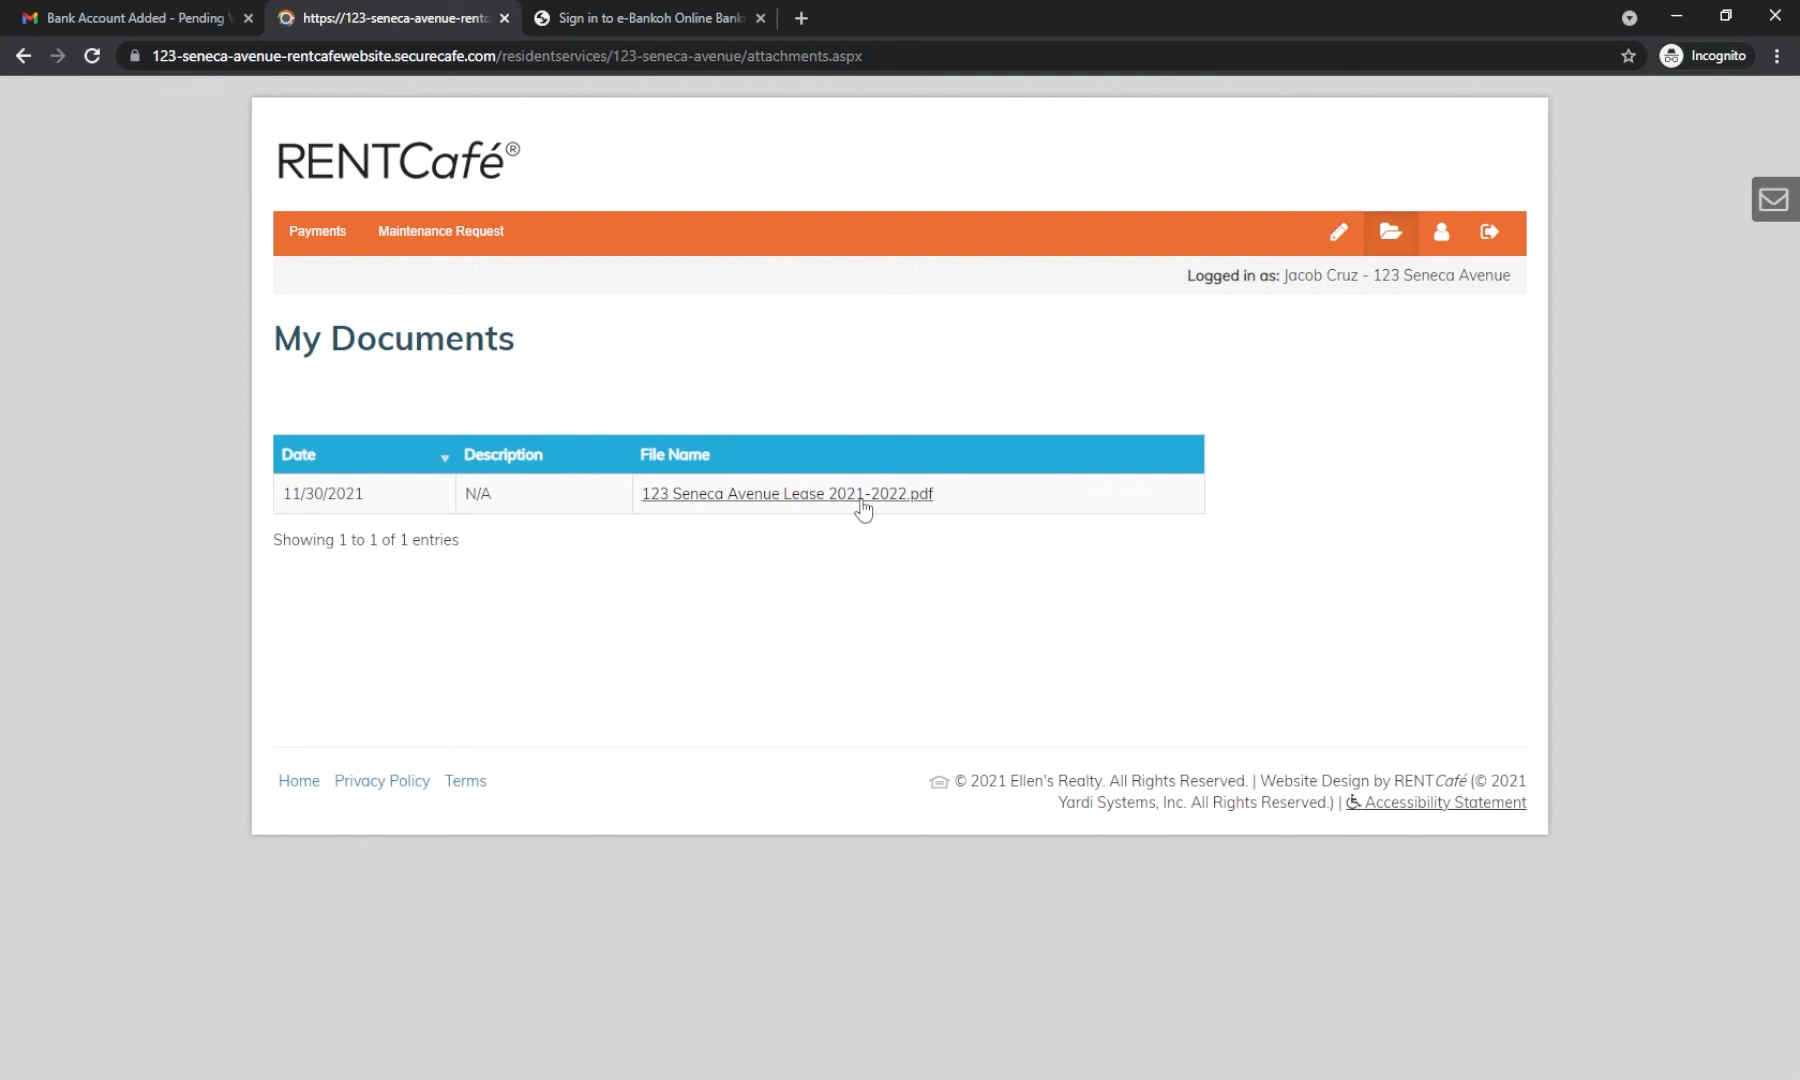 Bank Account Added - Pending
https://123-seneca-avenue-rentc
Sign in to e-Bankoh Online Bank
123-seneca-avenue-rentcafewebsite.securecafe.com/residentservices/123-seneca-avenue/attachments.aspx
Incognito
RENTCafé®
Payments
Maintenance Request
Logged in as: Jacob Cruz - 123 Seneca Avenue
My Documents
Date
Description
File Name
11/30/2021
N/A
123 Seneca Avenue Lease 2021-2022.pdf
Showing 1 to 1 of 1 entries
Home
Privacy Policy
Terms
© 2021 Ellen's Realty. All Rights Reserved. | Website Design by RENTCafé (© 2021
Yardi Systems, Inc. All Rights Reserved.) | Accessibility Statement